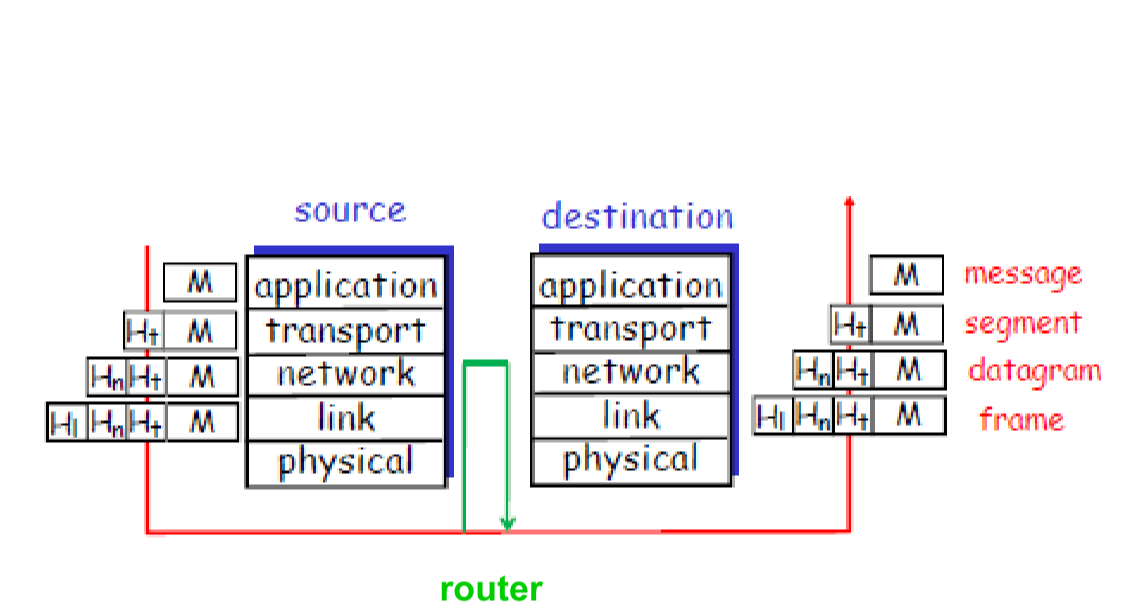 source
destination
M
application
application
M
message
Ht
M
transport
transport
Ht
M
segment
Hn
Ht
M
network
network
Hn
Ht
M
datagram
Hl
Hn
Ht
M
link
link
Hl
Hn
Ht
M
frame
physical
physical
router